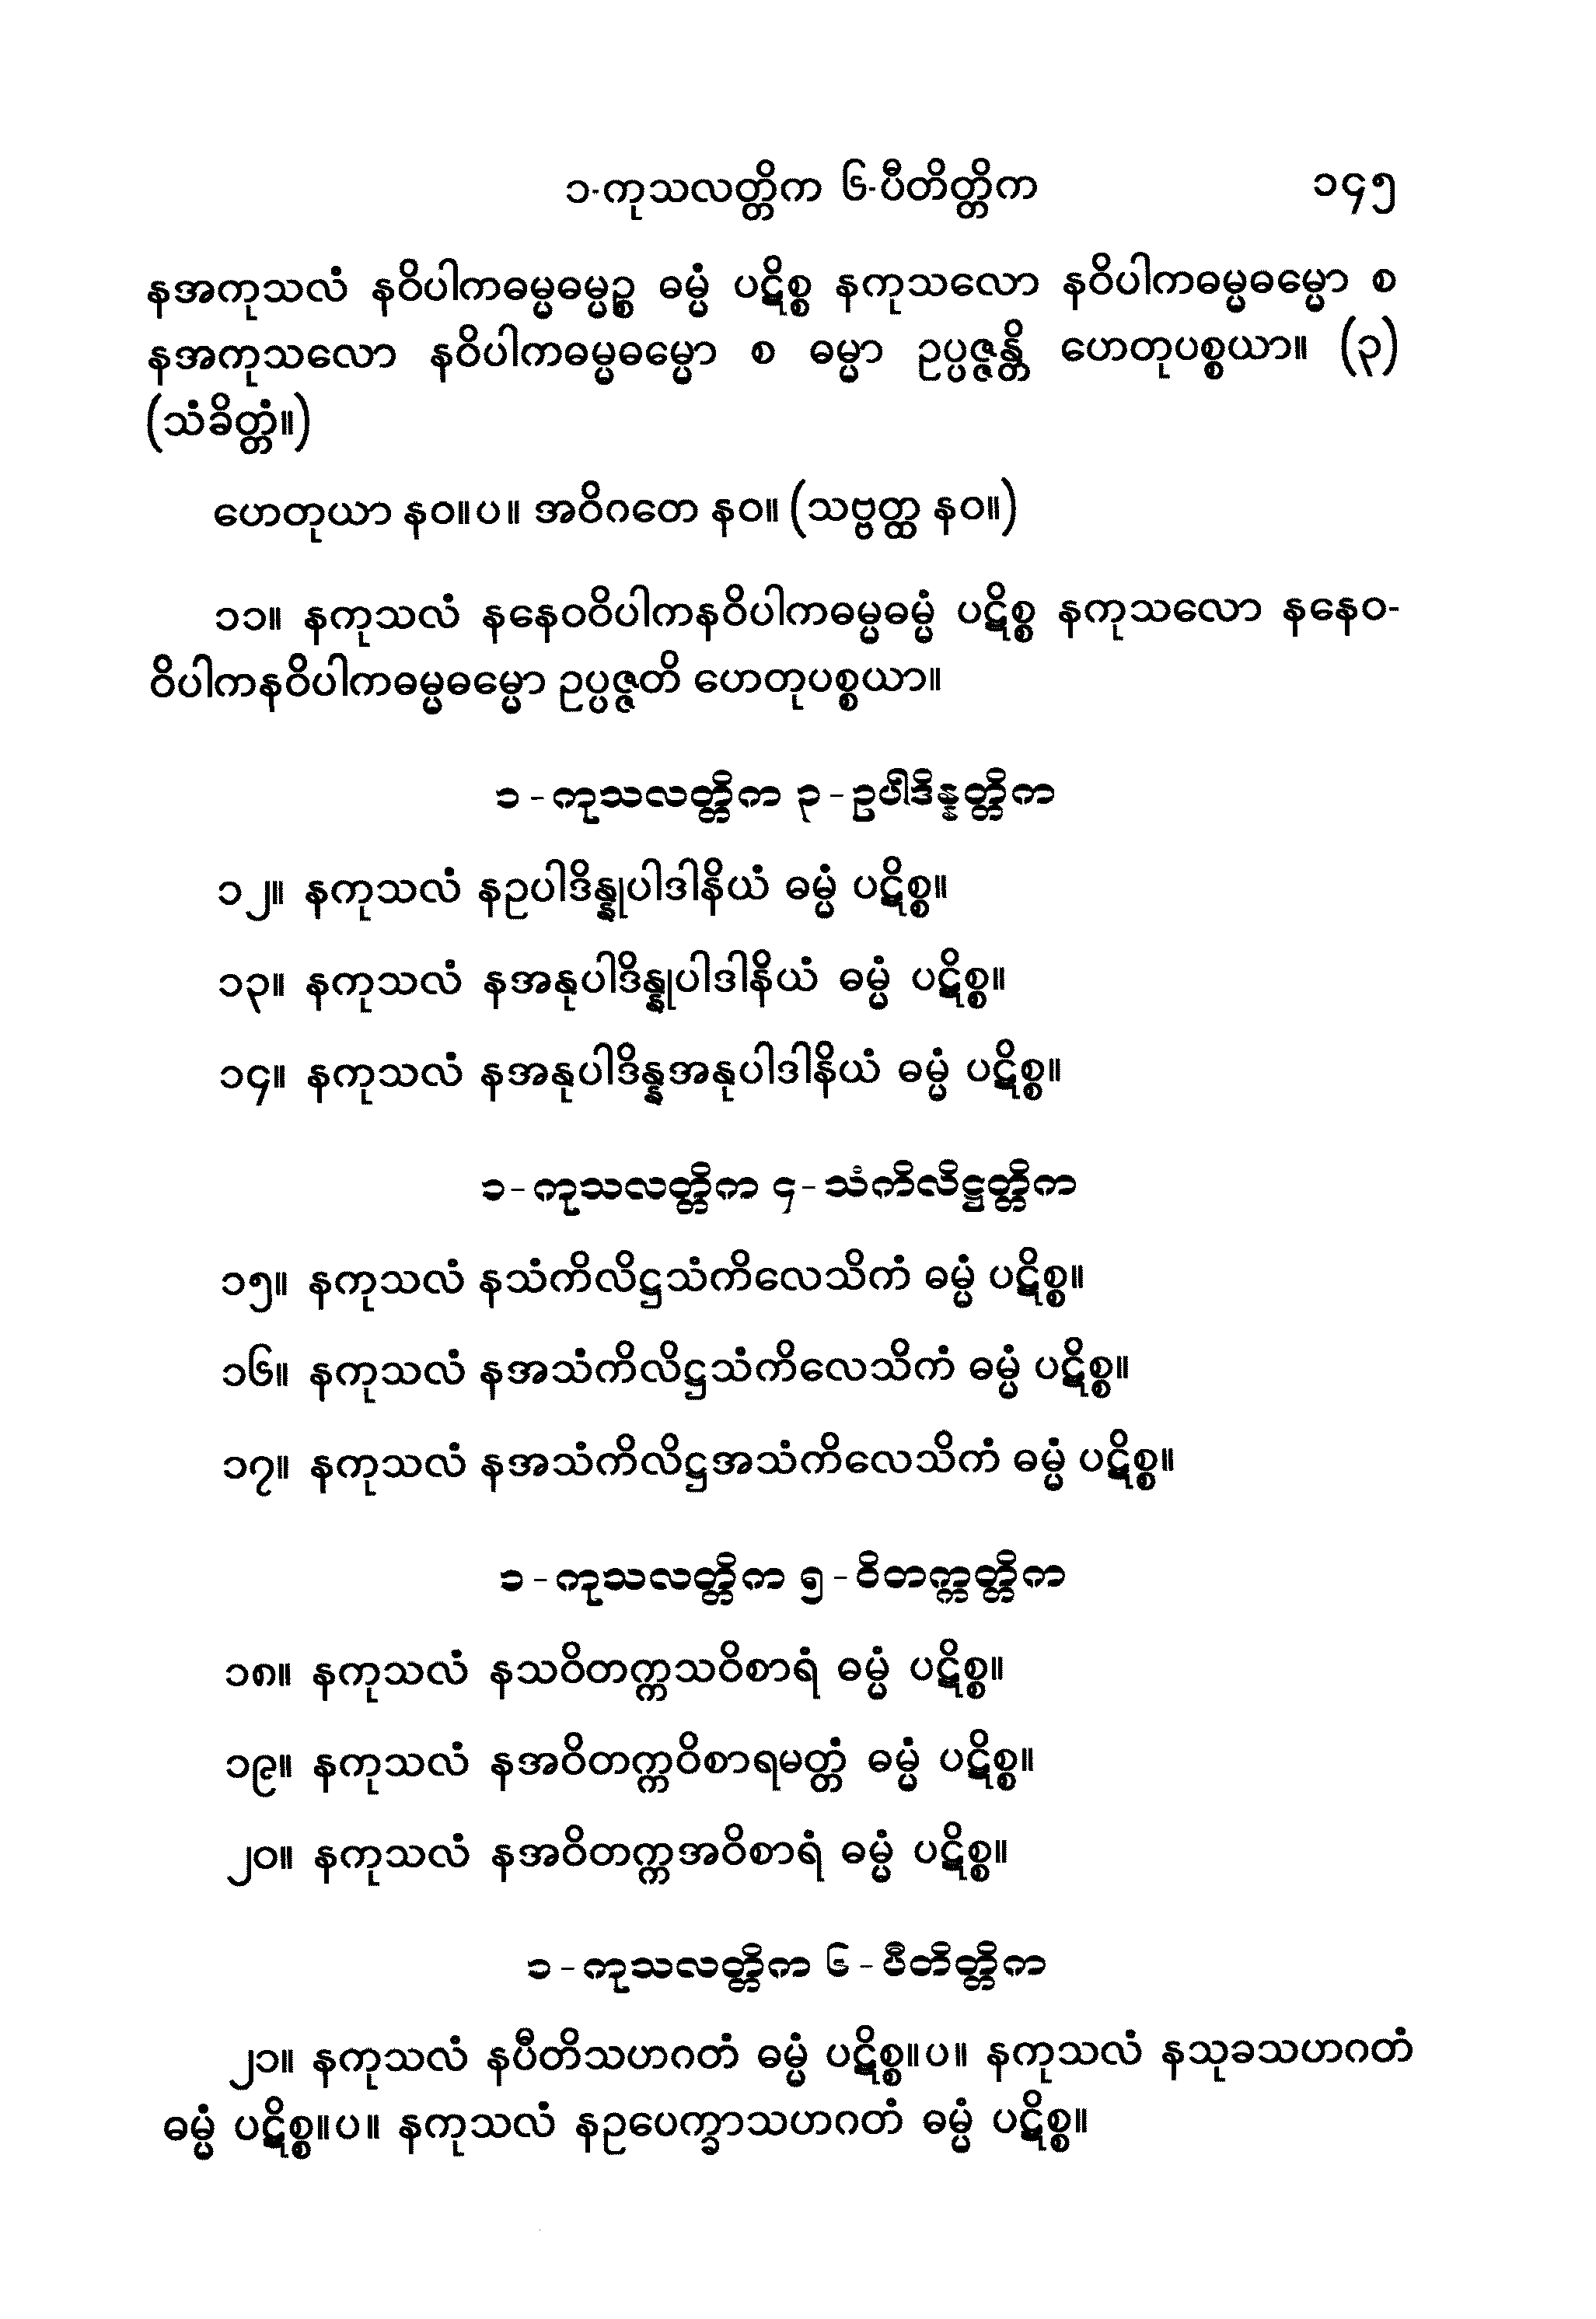 ၁-ကုသလတ္တိက ၆-ပီတိတ္တိက ၁၄၅
နအကုသလံ နဝိပါကဓမ္မဓမ္မဉ္စ ဓမ္မံ ပဋိစ္စ နကုသလော နဝိပါကဓမ္မဓမ္မော စ
နအကုသလော နဝိပါကဓမ္မဓမ္မော စ ဓမ္မာ ဥပ္ပဇ္ဇန္တိ ဟေတုပစ္စယာ။ (၃)
(သံခိတ္တံ။)
ဟေတုယာ နဝ။ပ။ အဝိဂတေ နဝ။ (သဗ္ဗတ္ထ နဝ။)
၁၁။ နကုသလံ နနေဝဝိပါကနဝိပါကဓမ္မဓမ္မံ ပဋိစ္စ နကုသလော နနေဝ-
ဝိပါကနဝိပါကဓမ္မဓမ္မော ဥပ္ပဇ္ဇတိ ဟေတုပစ္စယာ။
၁-ကုသလတ္တိက ၃-ဥပါဒိန္နတ္တိက
၁၂။ နကုသလံ နဥပါဒိန္နုပါဒါနိယံ ဓမ္မံ ပဋိစ္စ။
၁၃။ နကုသလံ နအနုပါဒိန္နုပါဒါနိယံ ဓမ္မံ ပဋိစ္စ။
၁၄။ နကုသလံ နအနုပါဒိန္နအနုပါဒါနိယံ ဓမ္မံ ပဋိစ္စ။
၁-ကုသလတ္တိက ၄-သံကိလိဋ္ဌတ္တိက
၁၅။ နကုသလံ နသံကိလိဋ္ဌသံကိလေသိကံ ဓမ္မံ ပဋိစ္စ။
၁၆။ နကုသလံ နအသံကိလိဋ္ဌသံကိလေသိကံ ဓမ္မံ ပဋိစ္စ။
၁၇။ နကုသလံ နအသံကိလိဋ္ဌအသံကိလေသိကံ ဓမ္မံ ပဋိစ္စ။
၁-ကုသလတ္တိက ၅-ဝိတက္ကတ္တိက
၁၈။ နကုသလံ နသဝိတက္ကသဝိစာရံ ဓမ္မံ ပဋိစ္စ။
၁၉။ နကုသလံ နအဝိတက္ကဝိစာရမတ္တံ ဓမ္မံ ပဋိစ္စ။
၂၀။ နကုသလံ နအဝိတက္ကအဝိစာရံ ဓမ္မံ ပဋိစ္စ။
၁-ကုသလတ္တိက ၆-ပီတိတ္တိက
၂၁။ နကုသလံ နပီတိသဟဂတံ ဓမ္မံ ပဋိစ္စ။ပ။ နကုသလံ နသုခသဟဂတံ
ဓမ္မံ ပဋိစ္စ။ပ။ နကုသလံ နဥပေက္ခာသဟဂတံ ဓမ္မံ ပဋိစ္စ။